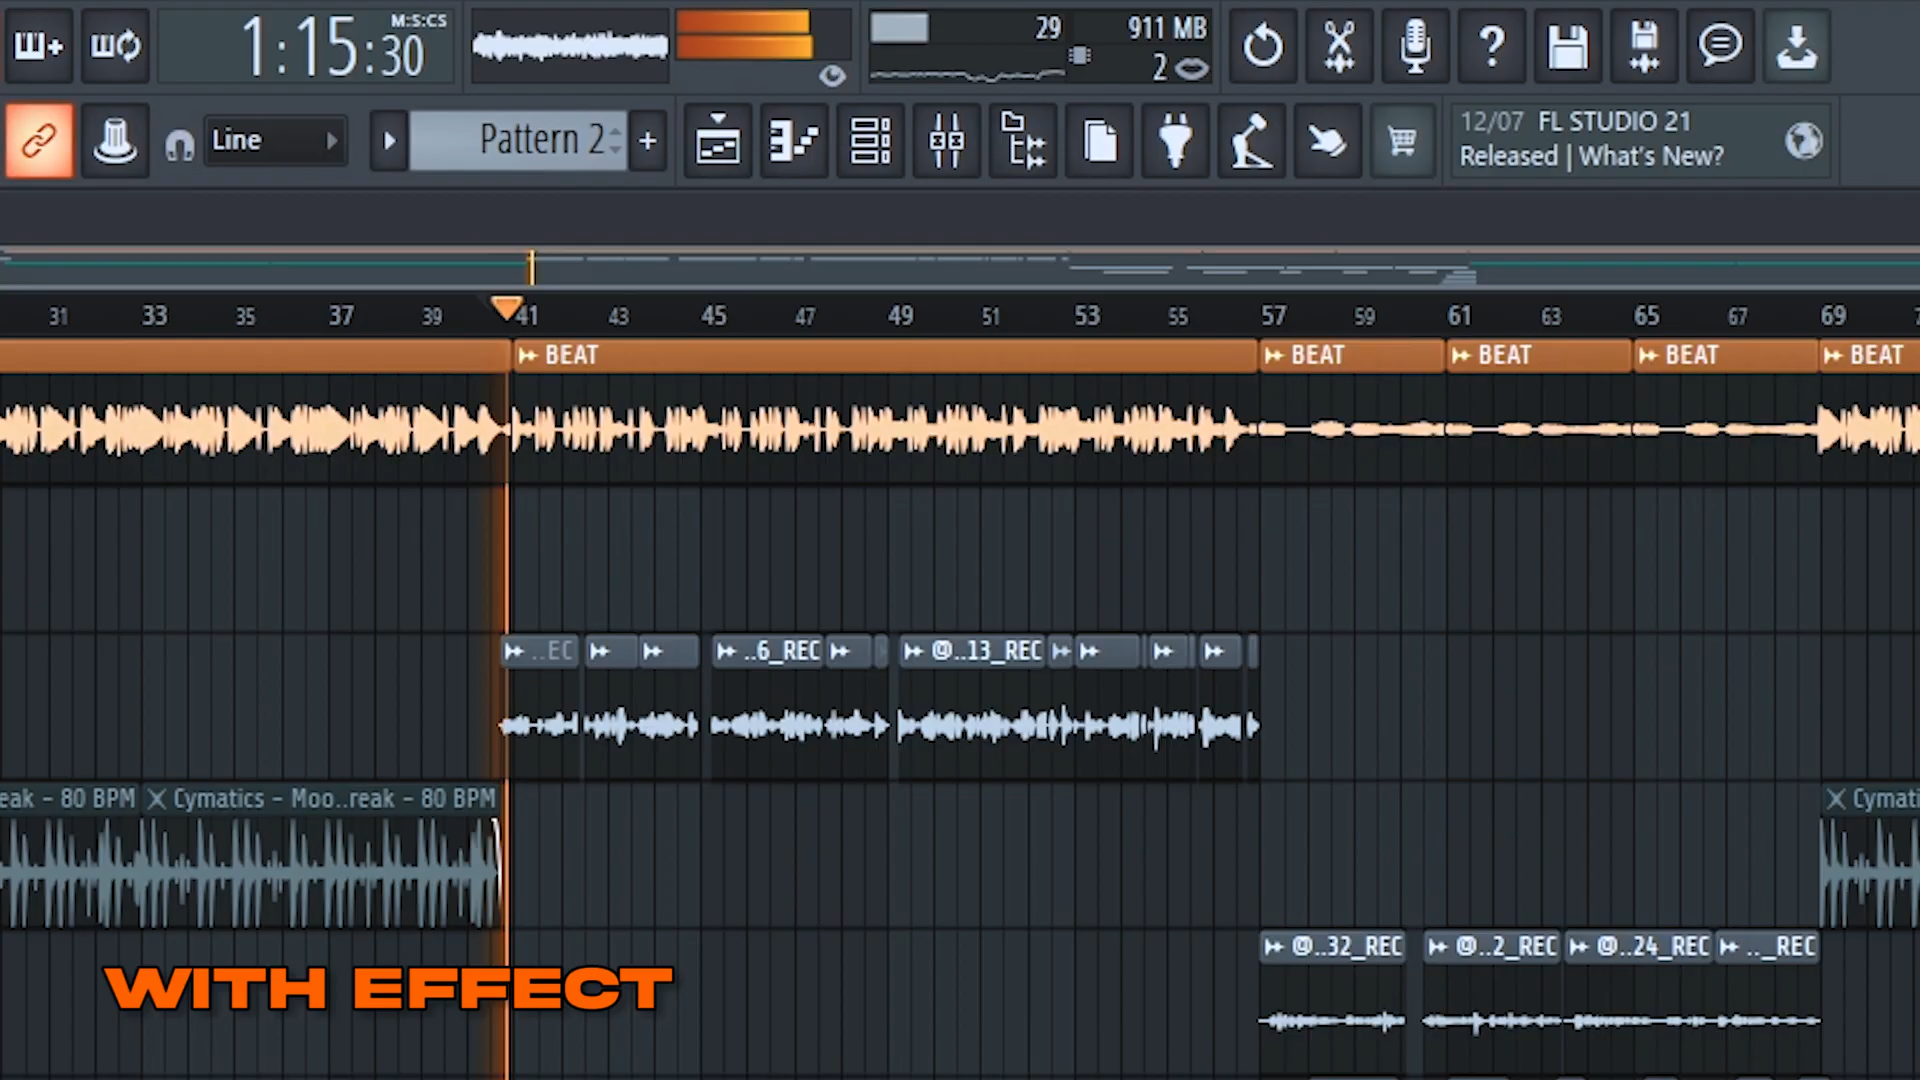 1:15:30
M:S:CS
29
911 MB
2
Line
Pattern 2
12/07 FL STUDIO 21
Released | What's New?
31 33 35 37 39 41 43 45 47 49 51 53 55 57 59 61 63 65 67 69
BEAT BEAT BEAT BEAT BEAT
..EC ..6_REC @..13_REC
eak - 80 BPM Cymatics - Moo..reak - 80 BPM Cymati
@..32_REC @..2_REC @..24_REC .._REC
WITH EFFECT